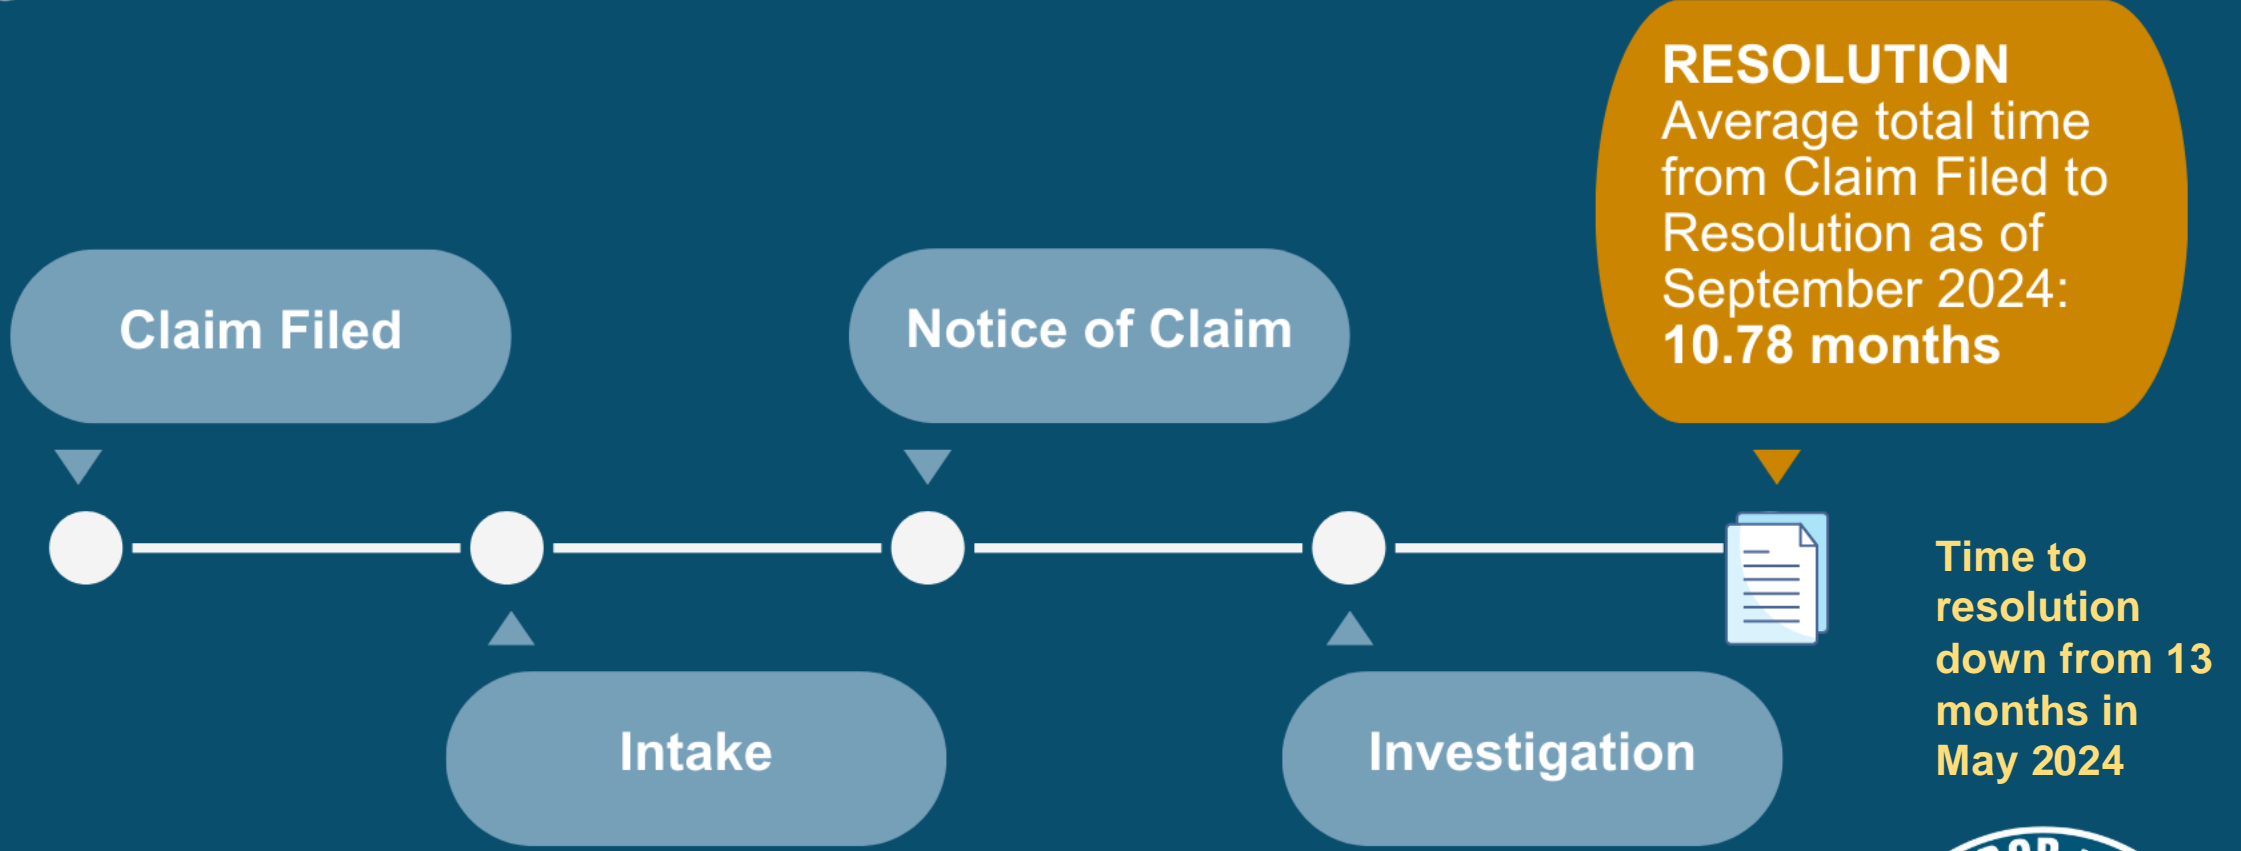 RESOLUTION
Average total time
from Claim Filed to
Resolution as of
September 2024:
10.78 months
Claim Filed
Notice of Claim
Intake
Investigation
Time to
resolution
down from 13
months in
May 2024